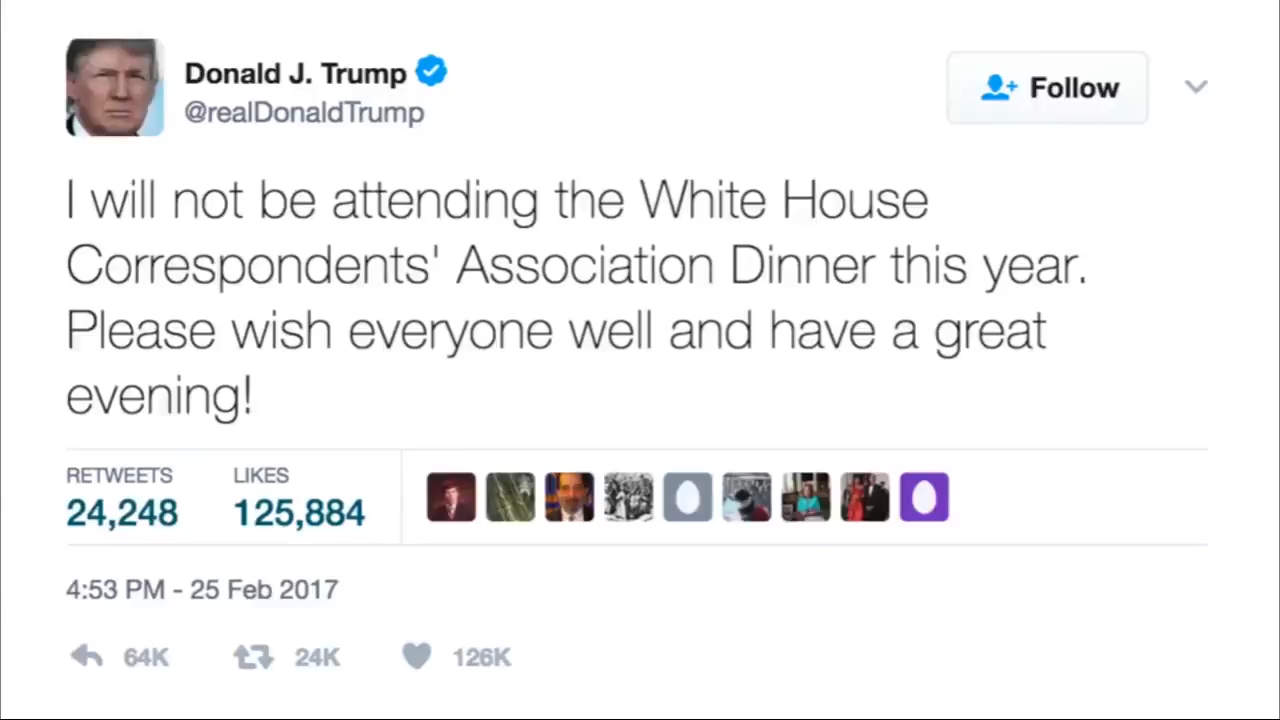 Donald J. Trump
@realDonaldTrump
Follow
I will not be attending the White House
Correspondents' Association Dinner this year.
Please wish everyone well and have a great
evening!
RETWEETS LIKES
24,248 125,884
4:53 PM - 25 Feb 2017
64K 24K 126K